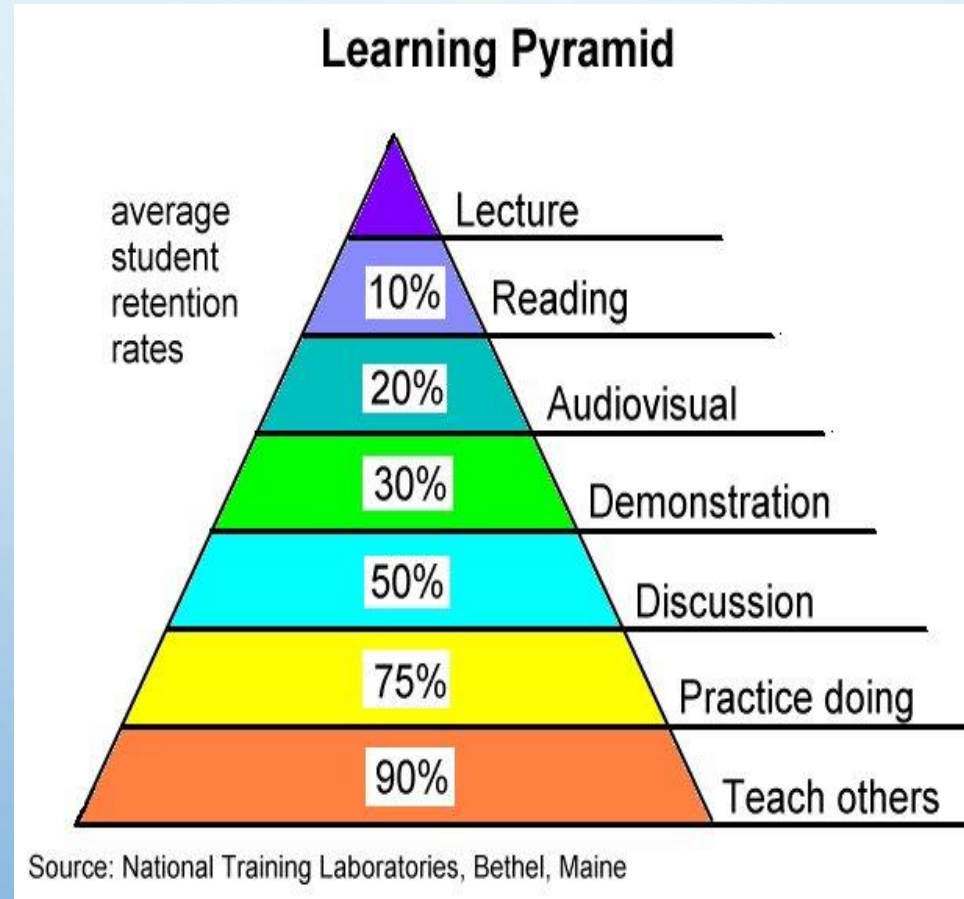 Learning Pyramid
average
student
retention
rates
Lecture
10% Reading
20% Audiovisual
30% Demonstration
50% Discussion
75% Practice doing
90% Teach others
Source: National Training Laboratories, Bethel, Maine